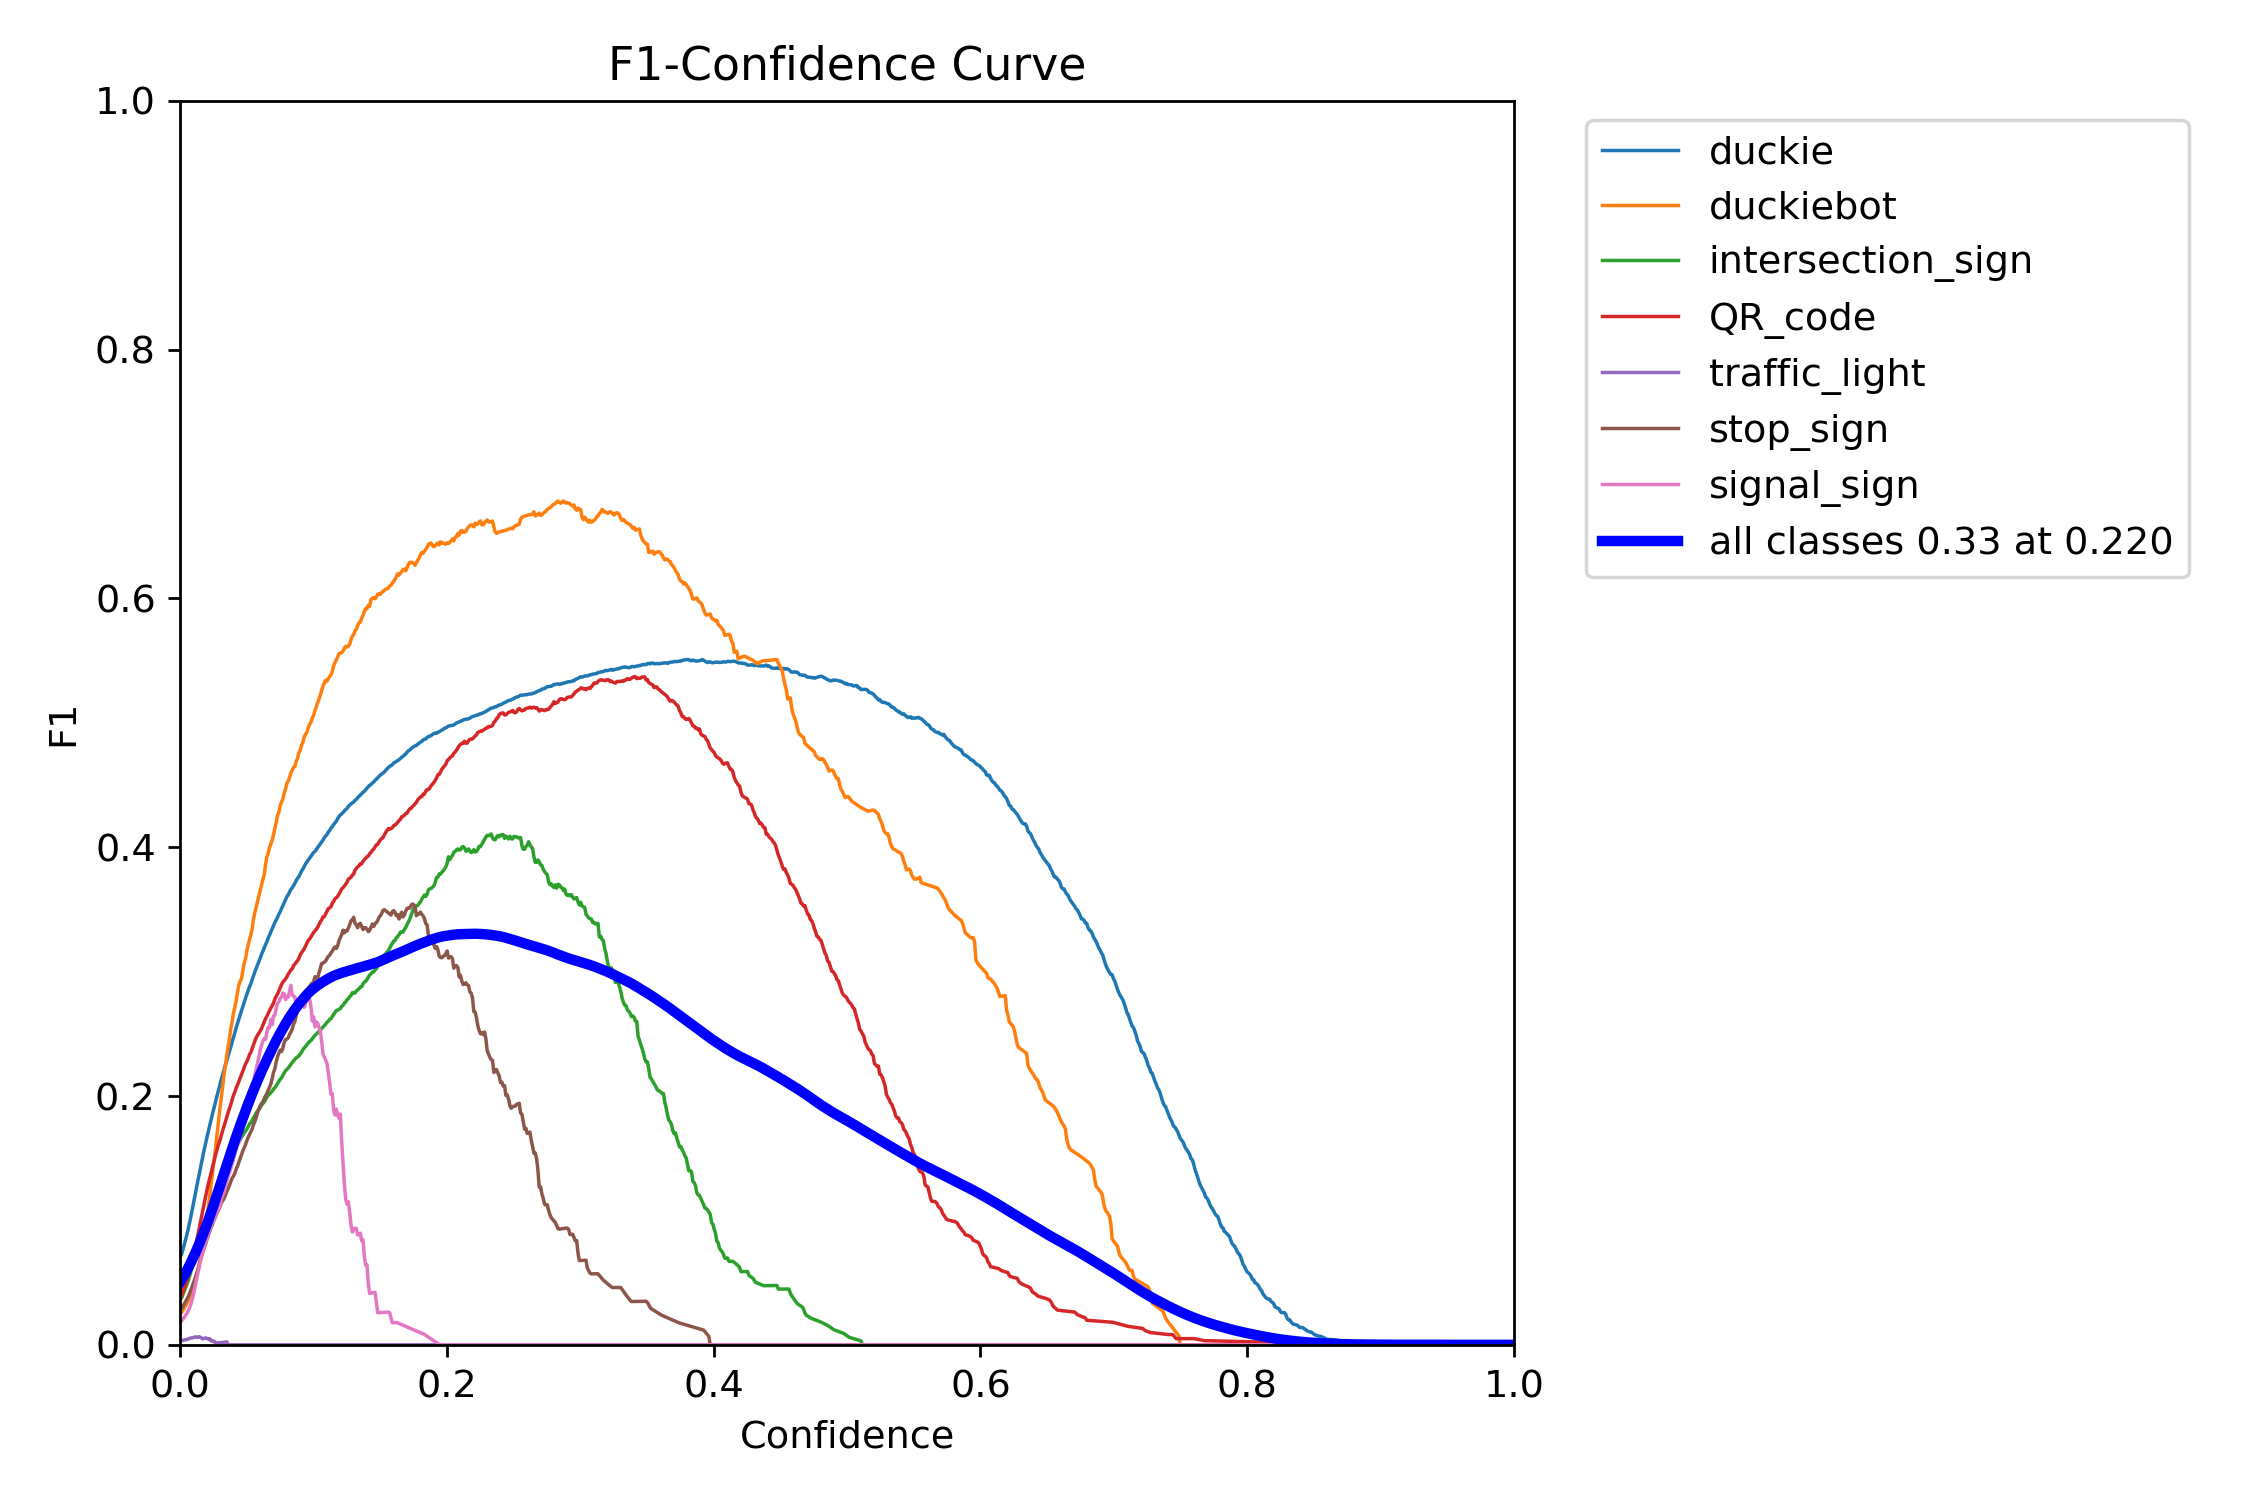 F1-Confidence Curve
1.0
0.8
0.6
0.4
0.2
0.0
F1
0.0 0.2 0.4 0.6 0.8 1.0
Confidence
duckie
duckiebot
intersection_sign
QR_code
traffic_light
stop_sign
signal_sign
all classes 0.33 at 0.220